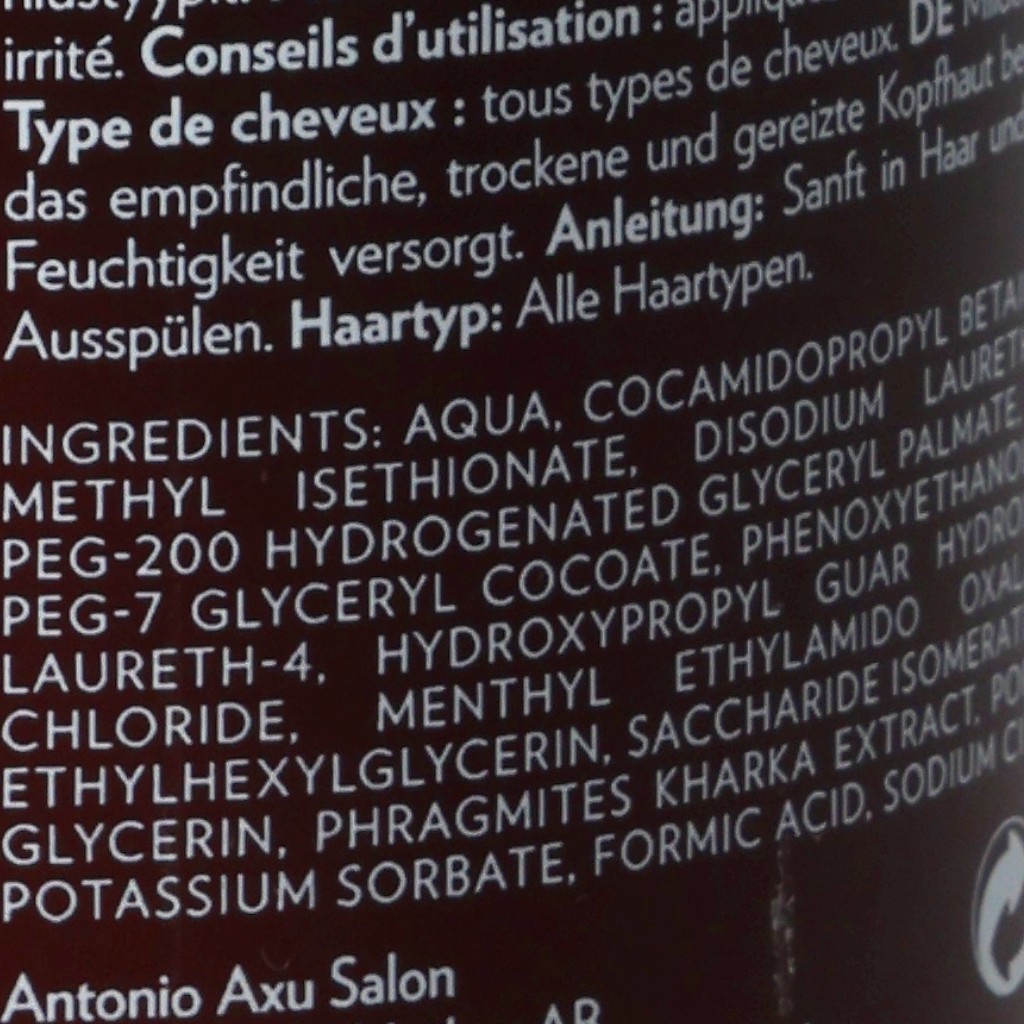 irrité. Conseils d'utilisation :
Type de cheveux : tous types de cheveux. DE
das empfindliche, trockene und gereizte Kopfhaut
Feuchtigkeit versorgt. Anleitung: Sanft in Haar und
Ausspülen. Haartyp: Alle Haartypen.
INGREDIENTS: AQUA, COCAMIDOPROPYL
METHYL ISETHIONATE, DISODIUM
PEG-200 HYDROGENATED GLYCERYL PALMATE,
PEG-7 GLYCERYL COCOATE,
LAURETH-4, HYDROXYPROPYL GUAR
CHLORIDE, MENTHYL ETHYLAMIDO
ETHYLHEXYLGLYCERIN, SACCHARIDE
GLYCERIN, PHRAGMITES KHARKA EXTRACT,
POTASSIUM SORBATE, FORMIC ACID, SODIUM
Antonio Axu Salon
AB